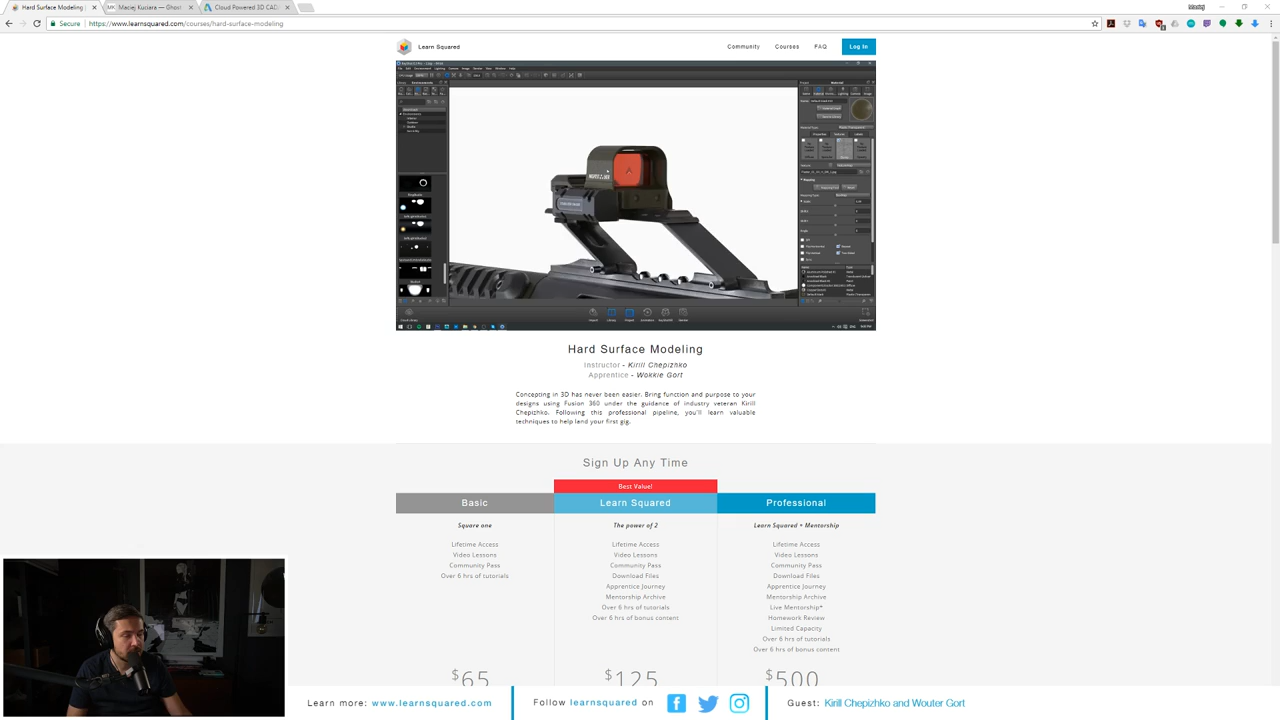 Hard Surface Modeling
Maciej Kuciara — Ghost
Cloud Powered 3D CAD
Maciej
Secure
https://www.learnsquared.com/courses/hard-surface-modeling
Learn Squared
Community
Courses
FAQ
Log In
Hard Surface Modeling
Instructor - Kirill Chepizhko
Apprentice - Wokkie Gort
Concepting in 3D has never been easier. Bring function and purpose to your
designs using Fusion 360 under the guidance of industry veteran Kirill
Chepizhko. Following this professional pipeline, you'll learn valuable
techniques to help land your first gig.
Sign Up Any Time
Best Value!
Basic
Square one
Lifetime Access
Video Lessons
Community Pass
Over 6 hrs of tutorials
$65
Learn Squared
The power of 2
Lifetime Access
Video Lessons
Community Pass
Download Files
Apprentice Journey
Mentorship Archive
Over 6 hrs of tutorials
Over 6 hrs of bonus content
$125
Professional
Learn Squared + Mentorship
Lifetime Access
Video Lessons
Community Pass
Download Files
Apprentice Journey
Mentorship Archive
Live Mentorship*
Homework Review
Limited Capacity
Over 6 hrs of tutorials
Over 6 hrs of bonus content
$500
Learn more: www.learnsquared.com
Follow learnsquared on
Guest: Kirill Chepizhko and Wouter Gort